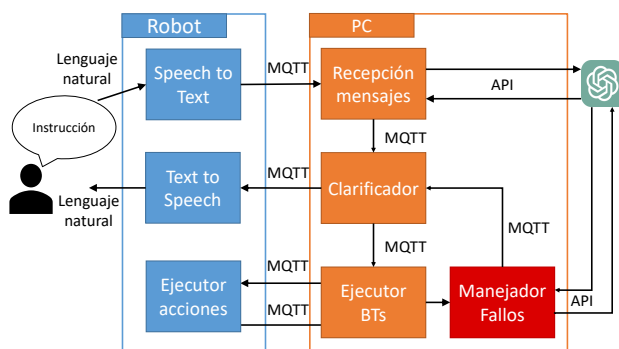 Robot
PC
Lenguaje
natural
Speech to
Text
MQTT
Recepción
mensajes
API
Instrucción
MQTT
Text to
Speech
MQTT
Clarificador
Lenguaje
natural
MQTT
MQTT
Ejecutor
acciones
MQTT
MQTT
Ejecutor
BTs
Manejador
Fallos
API